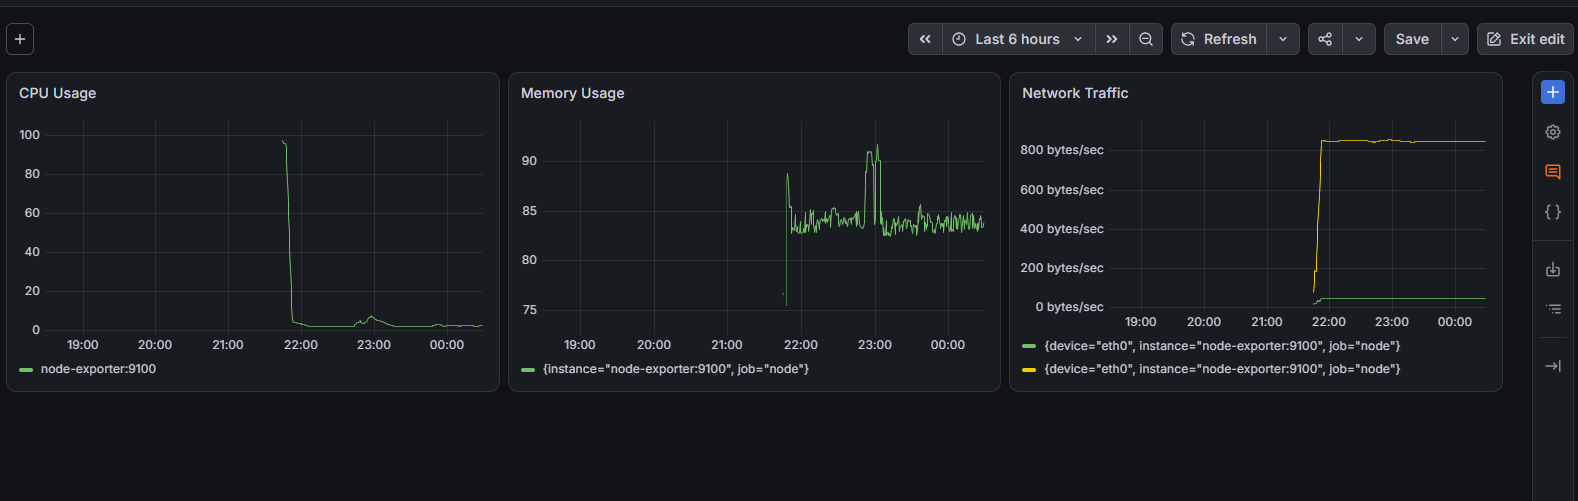 Last 6 hours Refresh Save Exit edit
CPU Usage
100
80
60
40
20
0
19:00 20:00 21:00 22:00 23:00 00:00
node-exporter:9100
Memory Usage
90
85
80
75
19:00 20:00 21:00 22:00 23:00 00:00
{instance="node-exporter:9100", job="node"}
Network Traffic
800 bytes/sec
600 bytes/sec
400 bytes/sec
200 bytes/sec
0 bytes/sec
19:00 20:00 21:00 22:00 23:00 00:00
{device="eth0", instance="node-exporter:9100", job="node"}
{device="eth0", instance="node-exporter:9100", job="node"}